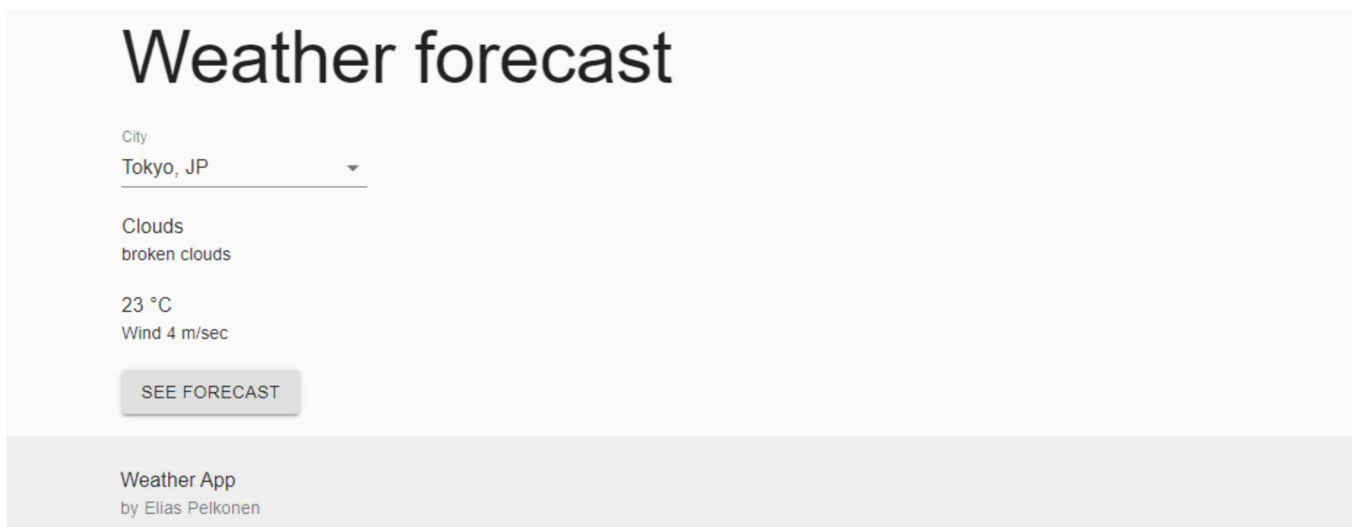 Weather forecast
City
Tokyo, JP
Clouds
broken clouds
23 °C
Wind 4 m/sec
SEE FORECAST
Weather App
by Elias Pelkonen